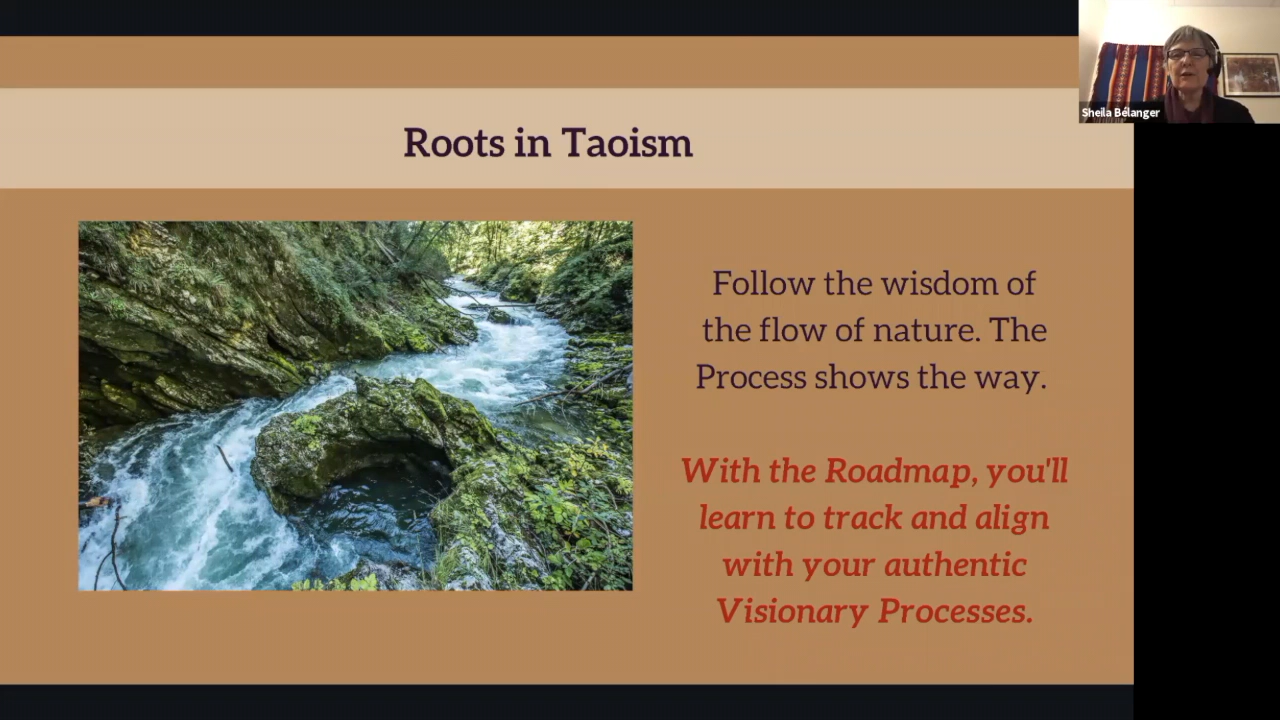 Sheila Bélanger
Roots in Taoism
Follow the wisdom of
the flow of nature. The
Process shows the way.
With the Roadmap, you'll
learn to track and align
with your authentic
Visionary Processes.